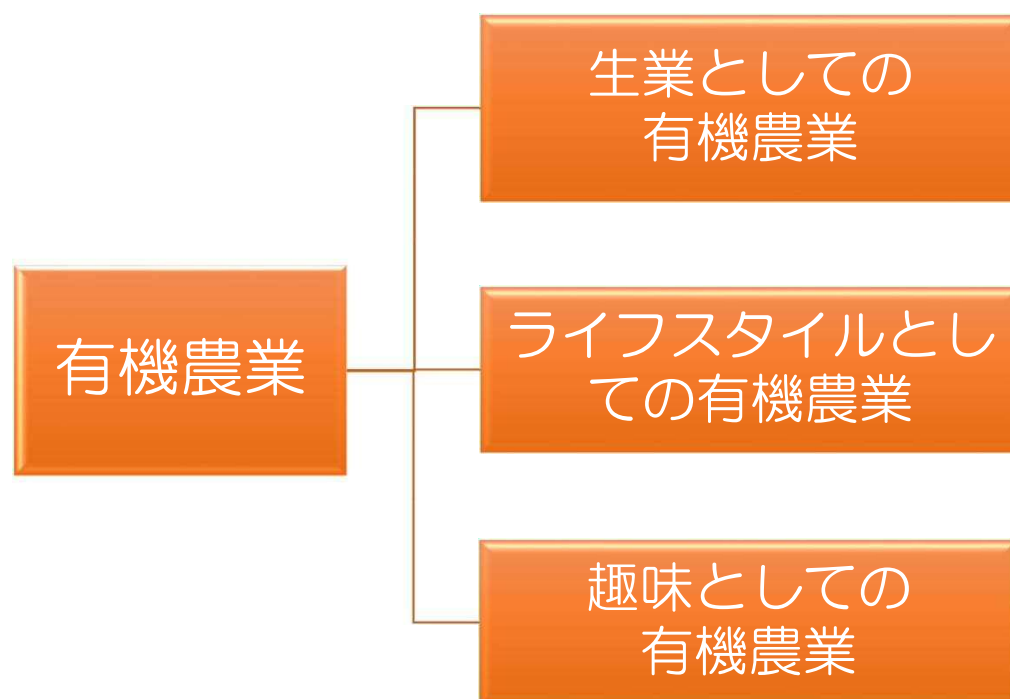 生業としての
有機農業
有機農業
ライフスタイルとし
ての有機農業
趣味としての
有機農業